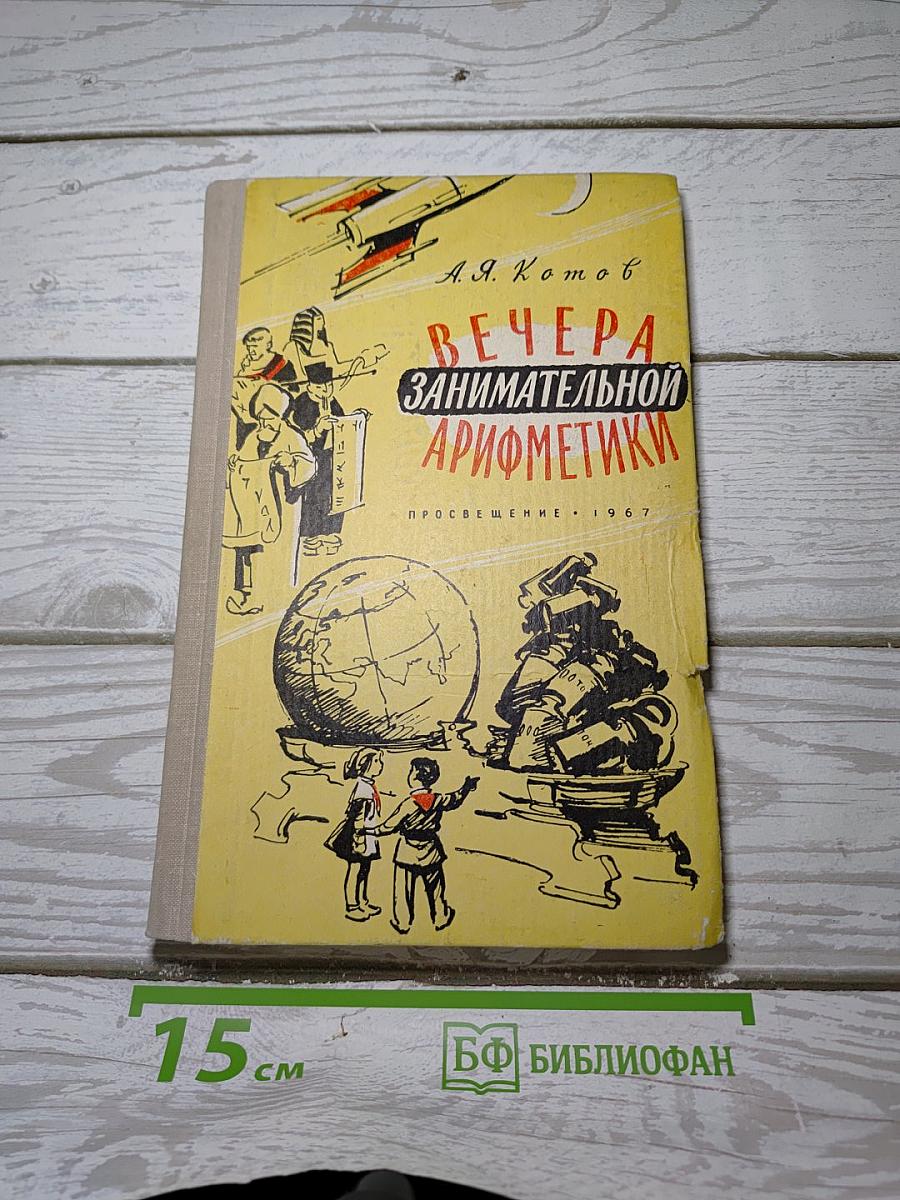 А. Я. Котов
ВЕЧЕРА
ЗАНИМАТЕЛЬНОЙ
АРИФМЕТИКИ
ПРОСВЕЩЕНИЕ • 1967
15 см
БФ БИБЛИОФАН